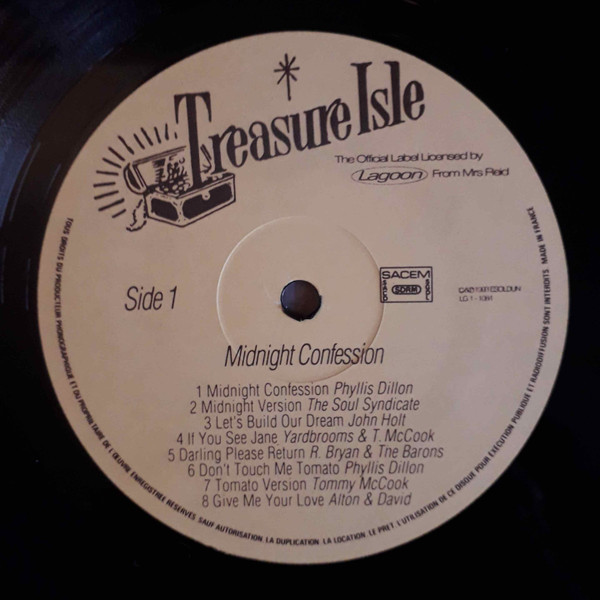 Treasure Isle
The Official Label Licensed by
Lagoon From Mrs Reid
Side 1
SACEM
SDRM
LG 1 - 1061
Midnight Confession
1 Midnight Confession Phyllis Dillon
2 Midnight Version The Soul Syndicate
3 Let's Build Our Dream John Holt
4 If You See Jane Yardbrooms & T. McCook
5 Darling Please Return R. Bryan & The Barons
6 Don't Touch Me Tomato Phyllis Dillon
7 Tomato Version Tommy McCook
8 Give Me Your Love Alton & David
TOUS DROITS DU PRODUCTEUR PHONOGRAPHIQUE ET DU PROPRIETAIRE DE L'ŒUVRE ENREGISTREE RESERVES. SAUF AUTORISATION. LA DUPLICATION. LA LOCATION. LE PRET. L'UTILISATION DE CE DISQUE POUR EXECUTION PUBLIQUE ET RADIODIFFUSION SONT INTERDITS. MADE IN FRANCE.